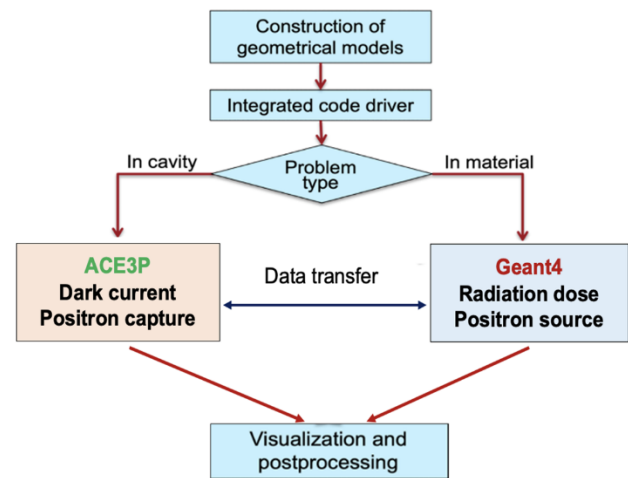 Construction of
geometrical models
Integrated code driver
In cavity
Problem
type
In material
ACE3P
Dark current
Positron capture
Data transfer
Geant4
Radiation dose
Positron source
Visualization and
postprocessing